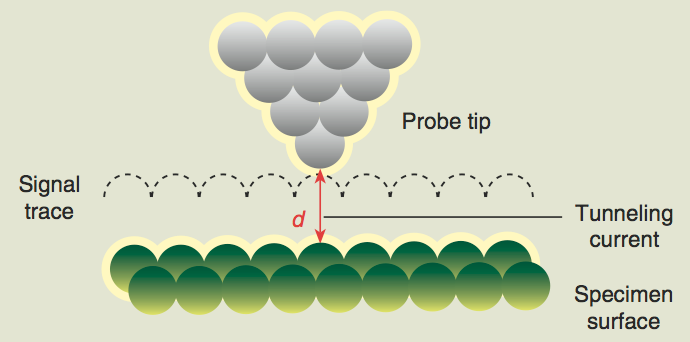 Probe tip
Signal
trace
d
Tunneling
current
Specimen
surface